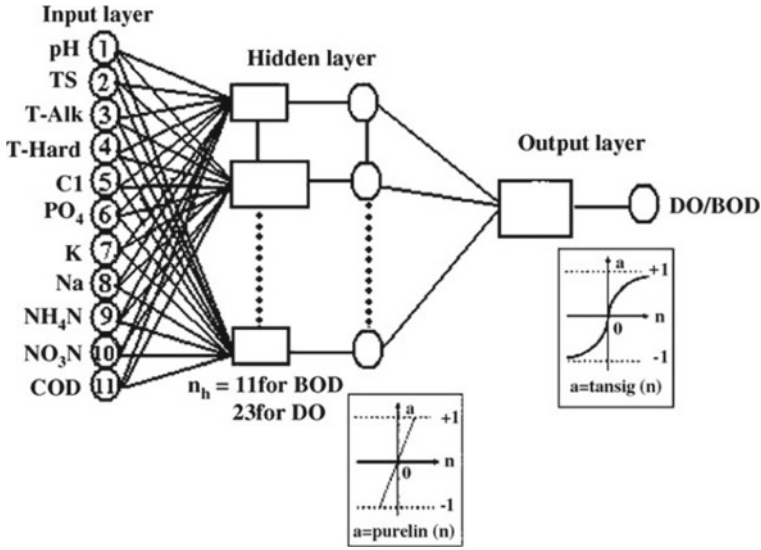 Input layer
pH 1
TS 2
T-Alk 3
T-Hard 4
C1 5
PO4 6
K 7
Na 8
NH4N 9
NO3N 10
COD 11
Hidden layer
nh = 11for BOD
23for DO
Output layer
DO/BOD
a
+1
n
0
-1
a=tansig (n)
a
+1
n
0
-1
a=purelin (n)